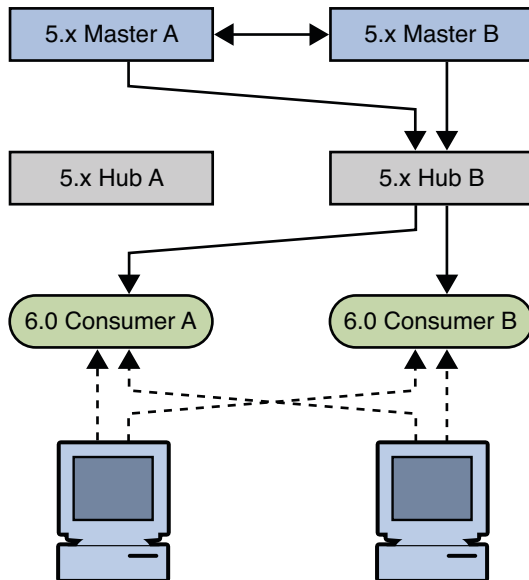 5.x Master A
5.x Master B
5.x Hub A
5.x Hub B
6.0 Consumer A
6.0 Consumer B